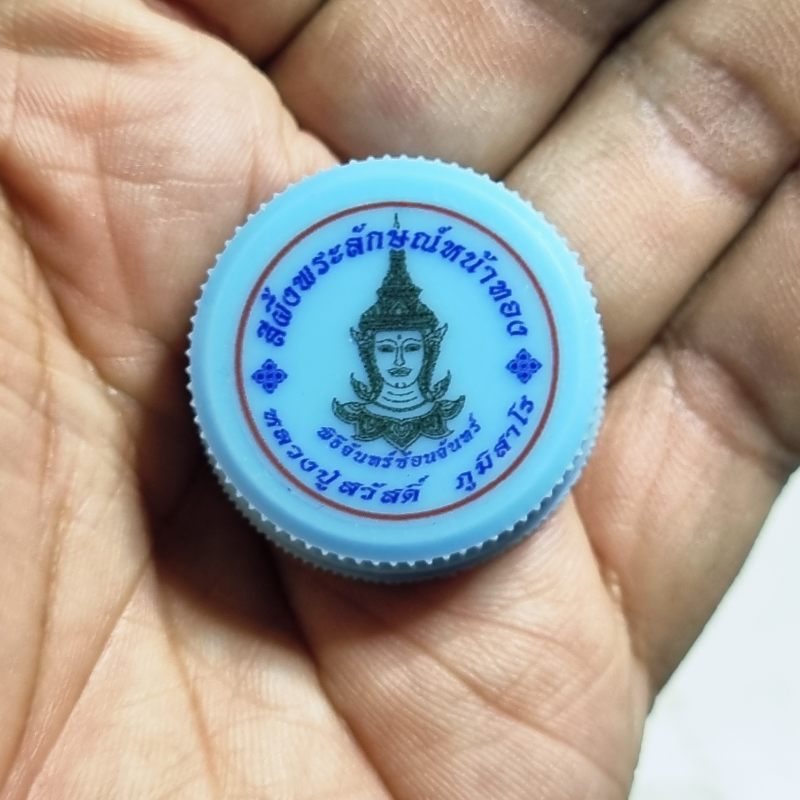 สีผึ้งพระลักษณ์หน้าทอง
พิธีจันทร์ซ้อนจันทร์
หลวงปู่สวัสดิ์ ภูมิสาโร